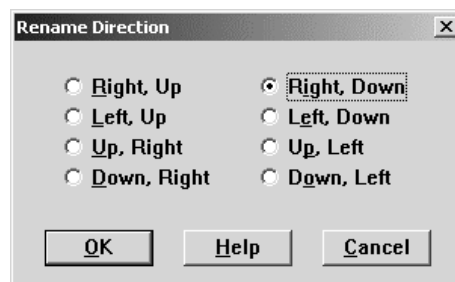 Rename Direction
Right, Up Right, Down
Left, Up Left, Down
Up, Right Up, Left
Down, Right Down, Left
OK Help Cancel